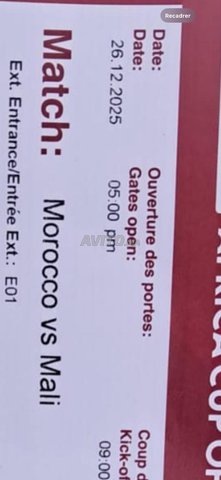 Recadrer
AFRICA CUP OF
Date:
Date:
26.12.2025
Ouverture des portes:
Gates open:
05:00 pm
Coup d
Kick-of
09:00
Match: Morocco vs Mali
Ext. Entrance/Entrée Ext.: E01
AVITO